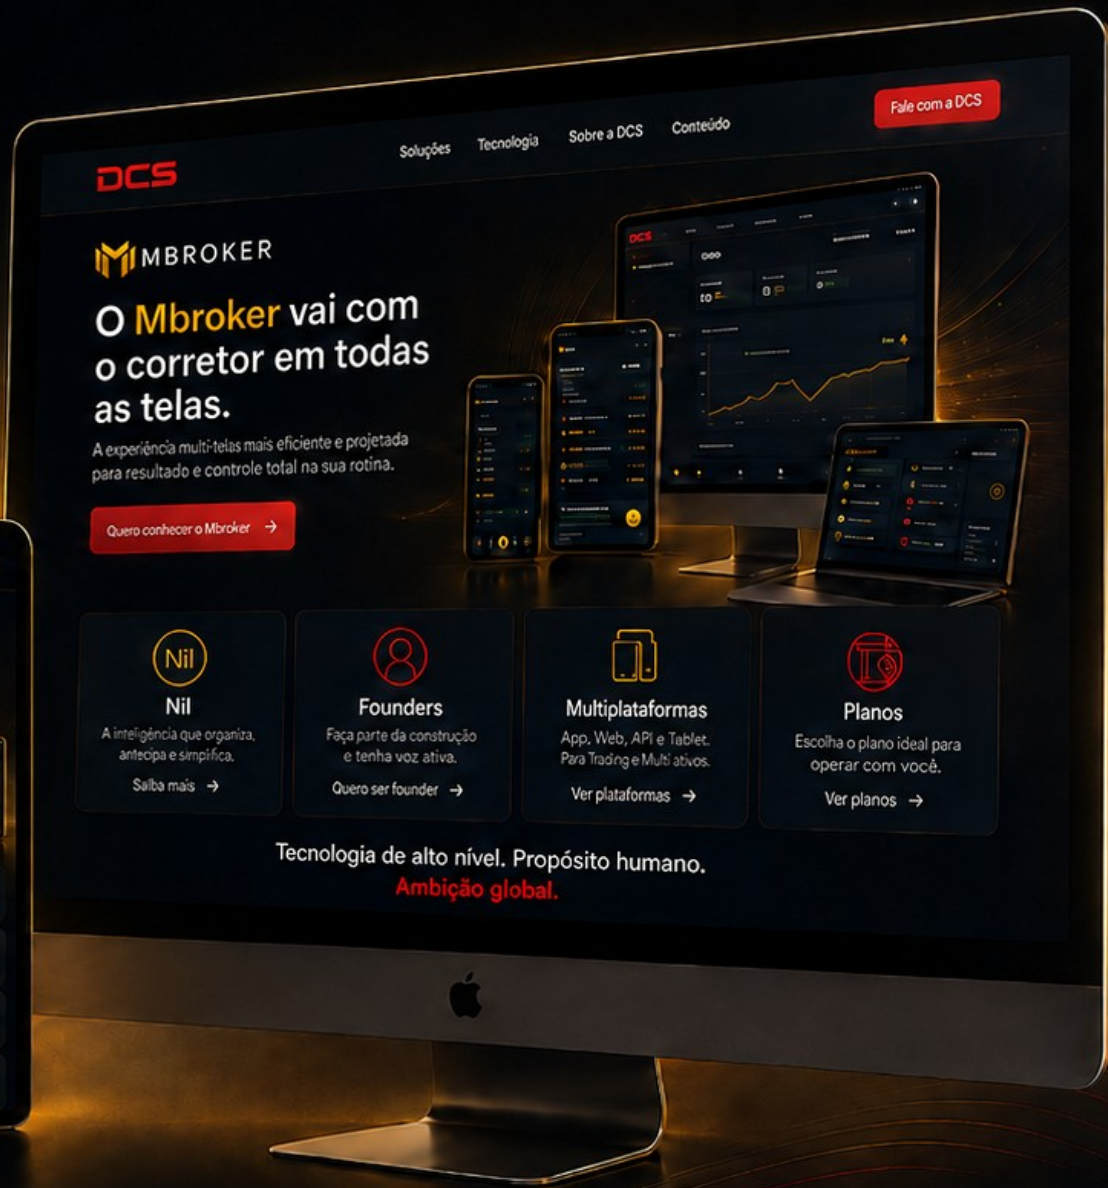 DCS
Soluções
Tecnologia
Sobre a DCS
Conteúdo
Fale com a DCS
MBROKER
O Mbroker vai com
o corretor em todas
as telas.
A experiência multi-telas mais eficiente e projetada
para resultado e controle total na sua rotina.
Quero conhecer o Mbroker →
DCS
Nil
Nil
A inteligência que organiza,
antecipa e simplifica.
Saiba mais →
Founders
Faça parte da construção
e tenha voz ativa.
Quero ser founder →
Multiplataformas
App, Web, API e Tablet.
Para Trading e Multi ativos.
Ver plataformas →
Planos
Escolha o plano ideal para
operar com você.
Ver planos →
Tecnologia de alto nível. Propósito humano.
Ambição global.